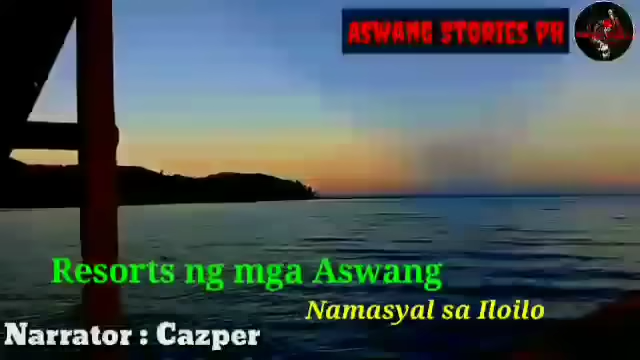 ASWANG STORIES PH
Resorts ng mga Aswang
Namasyal sa Iloilo
Narrator : Cazper